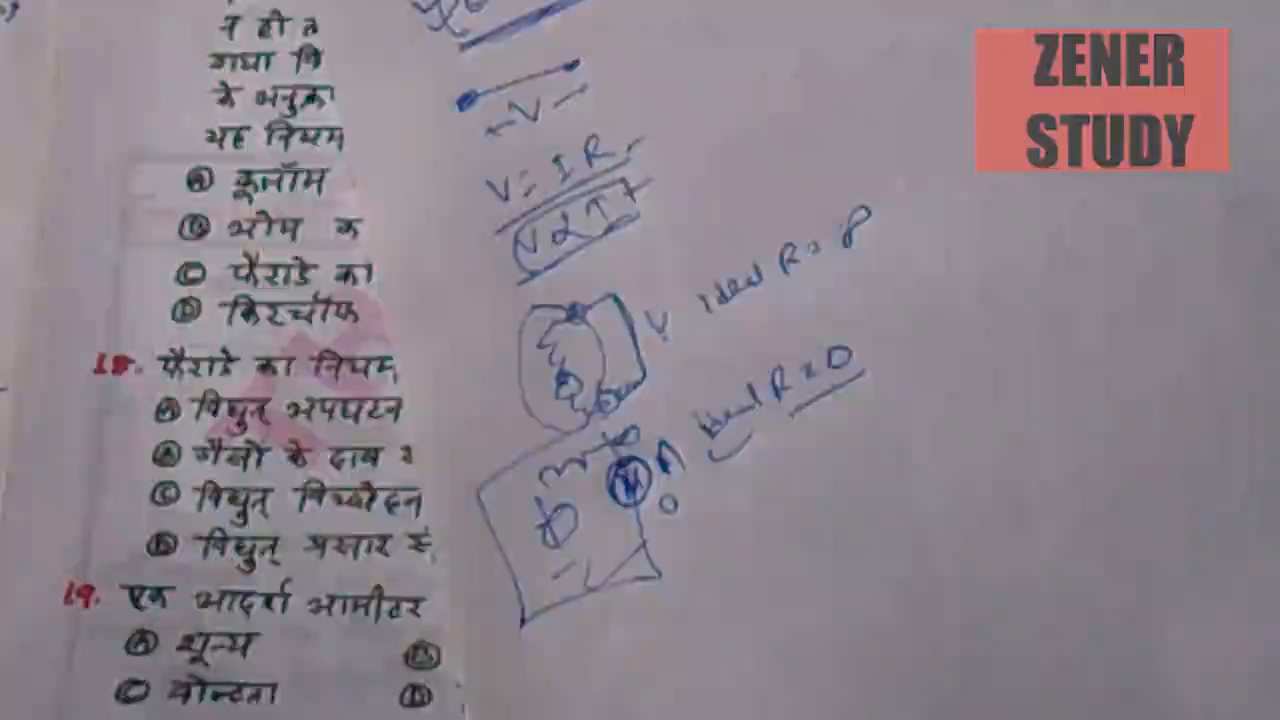 न ही त
गया नि
के अनुक्र
यह नियम
Ⓐ कूलॉम
Ⓑ ओम क
Ⓒ फैराडे का
Ⓓ किरचॉफ
18. फैराडे का नियम
Ⓐ विद्युत् अपघटन
Ⓑ गैसों के दाब
Ⓒ विद्युत् विच्छेदन
Ⓓ विद्युत् प्रसार से
19. एक आदर्श आमीटर
Ⓐ शून्य Ⓑ
Ⓒ वोल्टता Ⓓ
V
V = I R
V ∝ I
V Ideal R =
A Ideal R = 0
0
ZENER
STUDY